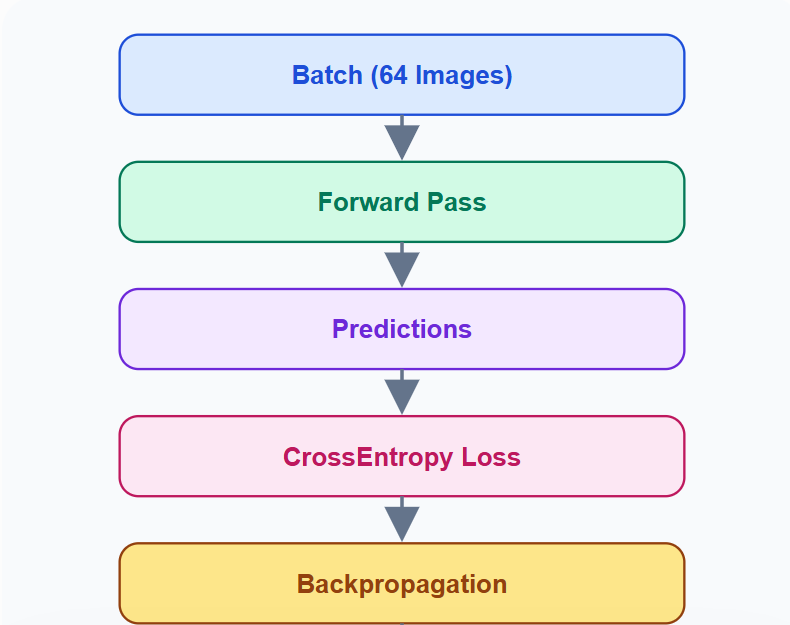 Batch (64 Images)
Forward Pass
Predictions
CrossEntropy Loss
Backpropagation